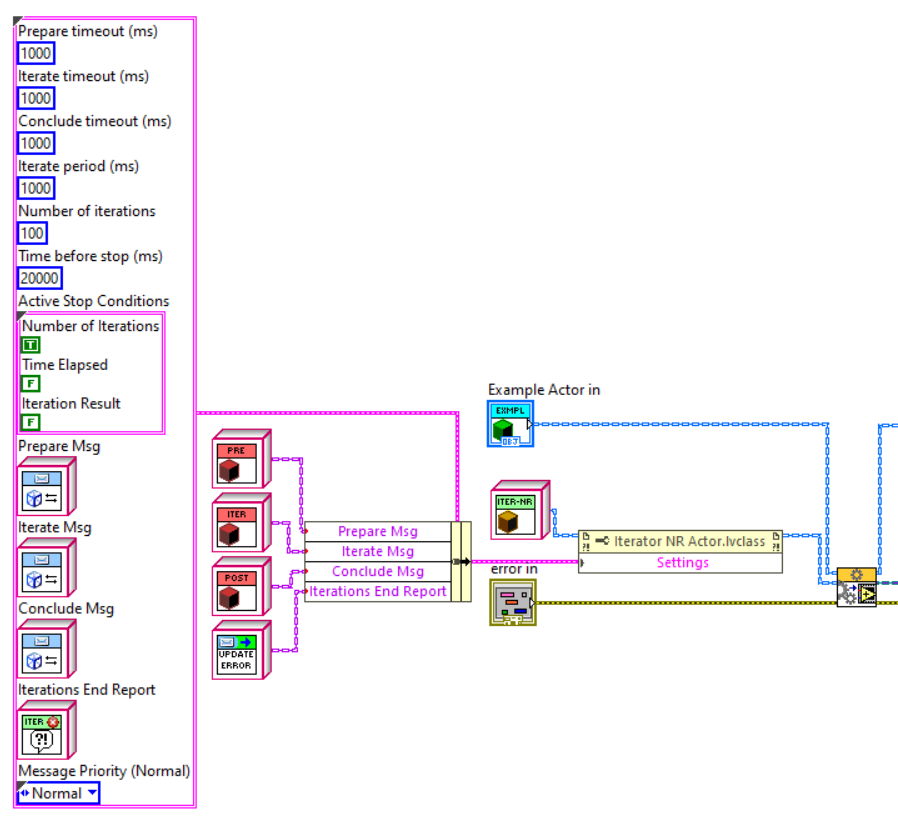 Prepare timeout (ms)
1000
Iterate timeout (ms)
1000
Conclude timeout (ms)
1000
Iterate period (ms)
1000
Number of iterations
100
Time before stop (ms)
20000
Active Stop Conditions
Number of Iterations
T
Time Elapsed
F
Iteration Result
F
Prepare Msg
Iterate Msg
Conclude Msg
Iterations End Report
ITER
?!
Message Priority (Normal)
Normal
PRE
ITER
POST
UPDATE
ERROR
Prepare Msg
Iterate Msg
Conclude Msg
Iterations End Report
Example Actor in
EXMPL
OBJ
ITER-NR
error in
?! Iterator NR Actor.lvclass ?!
Settings